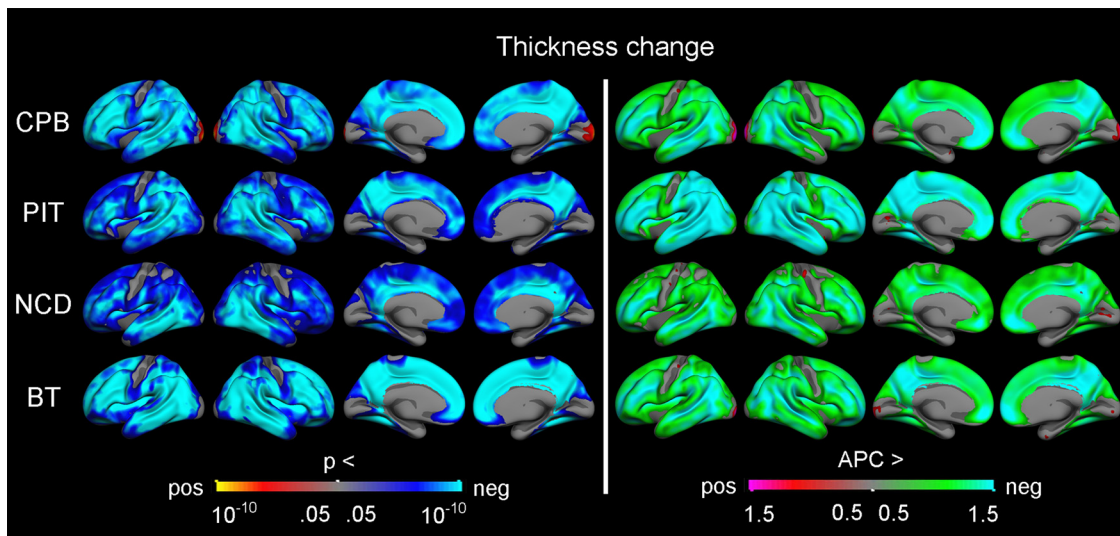 Thickness change
CPB
PIT
NCD
BT
p <
pos neg
10-10 .05 .05 10-10
APC >
pos neg
1.5 0.5 0.5 1.5